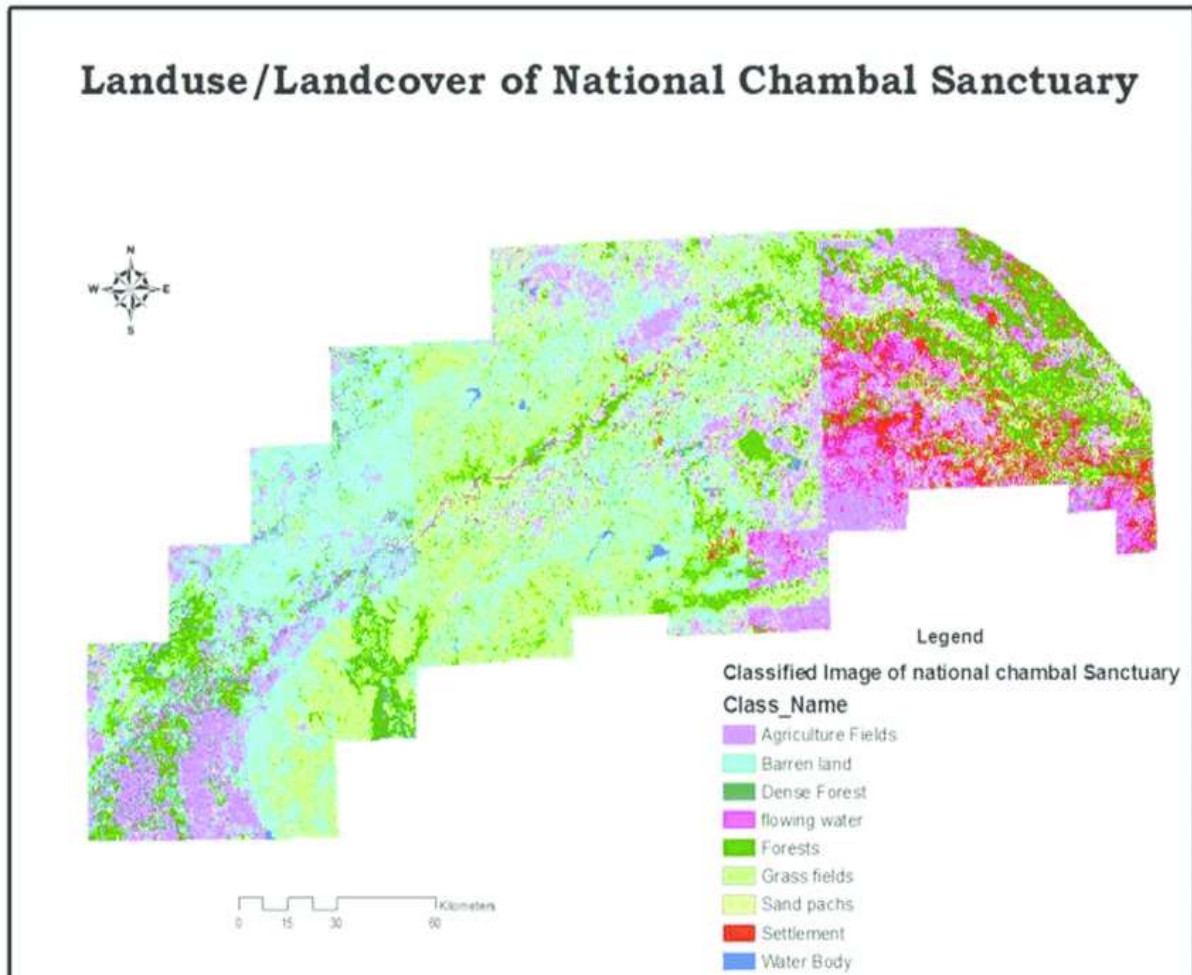 Landuse/Landcover of National Chambal Sanctuary
N
W E
S
Legend
Classified Image of national chambal Sanctuary
Class_Name
Agriculture Fields
Barren land
Dense Forest
flowing water
Forests
Grass fields
Sand pachs
Settlement
Water Body
Kilometers
0 15 30 60